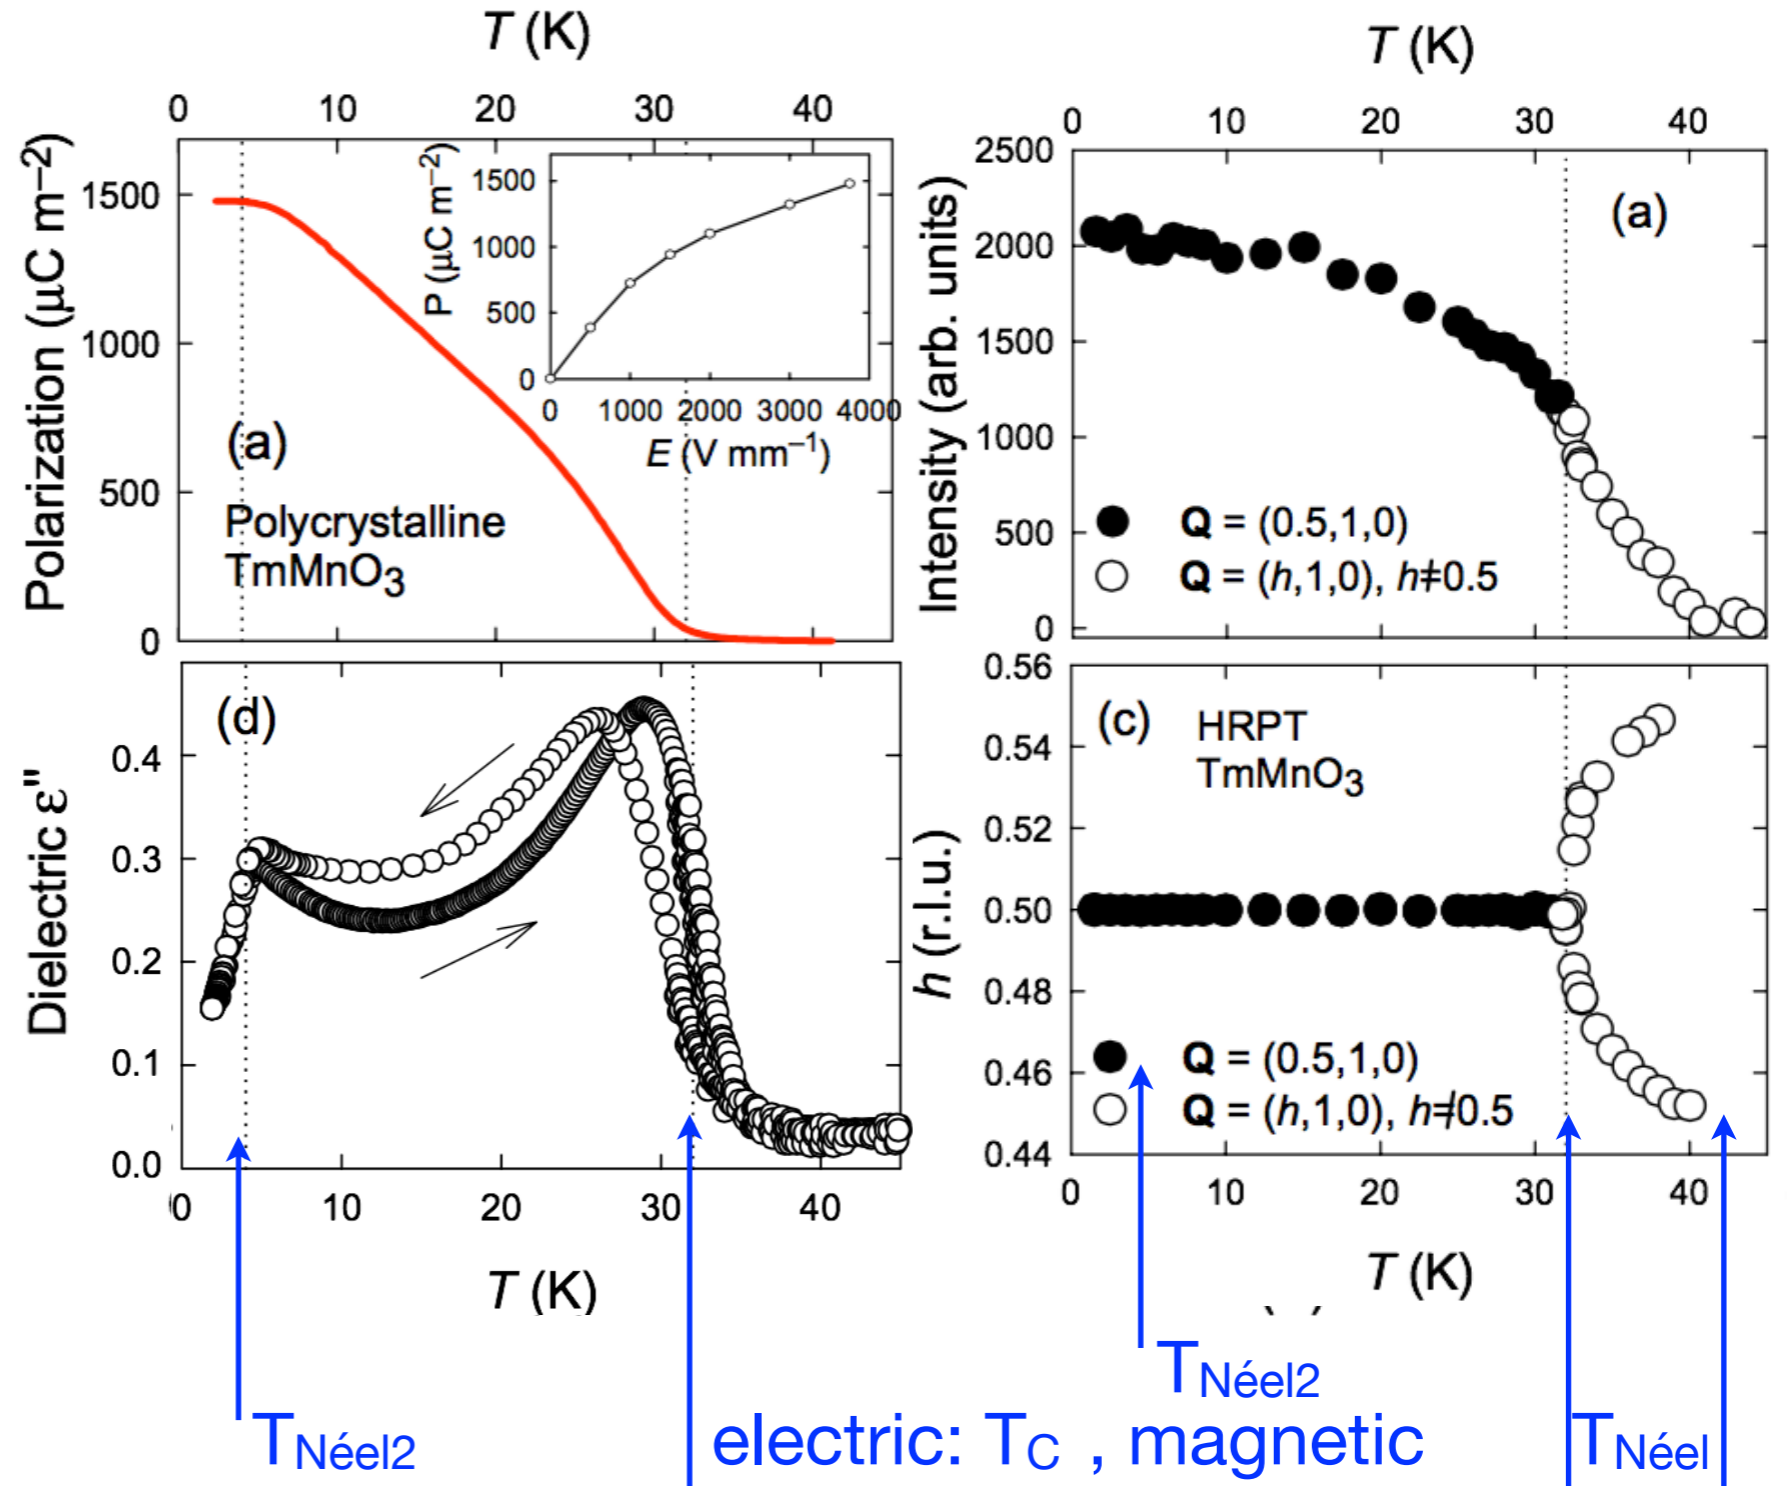 T (K)
0 10 20 30 40
Polarization (μC m⁻²)
1500
1000
500
0
(a)
Polycrystalline
TmMnO₃
P (μC m⁻²)
1500
1000
500
0
0 1000 2000 3000 4000
E (V mm⁻¹)
T (K)
0 10 20 30 40
Intensity (arb. units)
2500
2000
1500
1000
500
0
(a)
Q = (0.5,1,0)
Q = (h,1,0), h≠0.5
Dielectric ε"
(d)
0.4
0.3
0.2
0.1
0.0
0 10 20 30 40
T (K)
h (r.l.u.)
0.56
0.54
0.52
0.50
0.48
0.46
0.44
(c)
HRPT
TmMnO₃
Q = (0.5,1,0)
Q = (h,1,0), h≠0.5
0 10 20 30 40
T (K)
TNéel2
TNéel2
electric: TC , magnetic TNéel